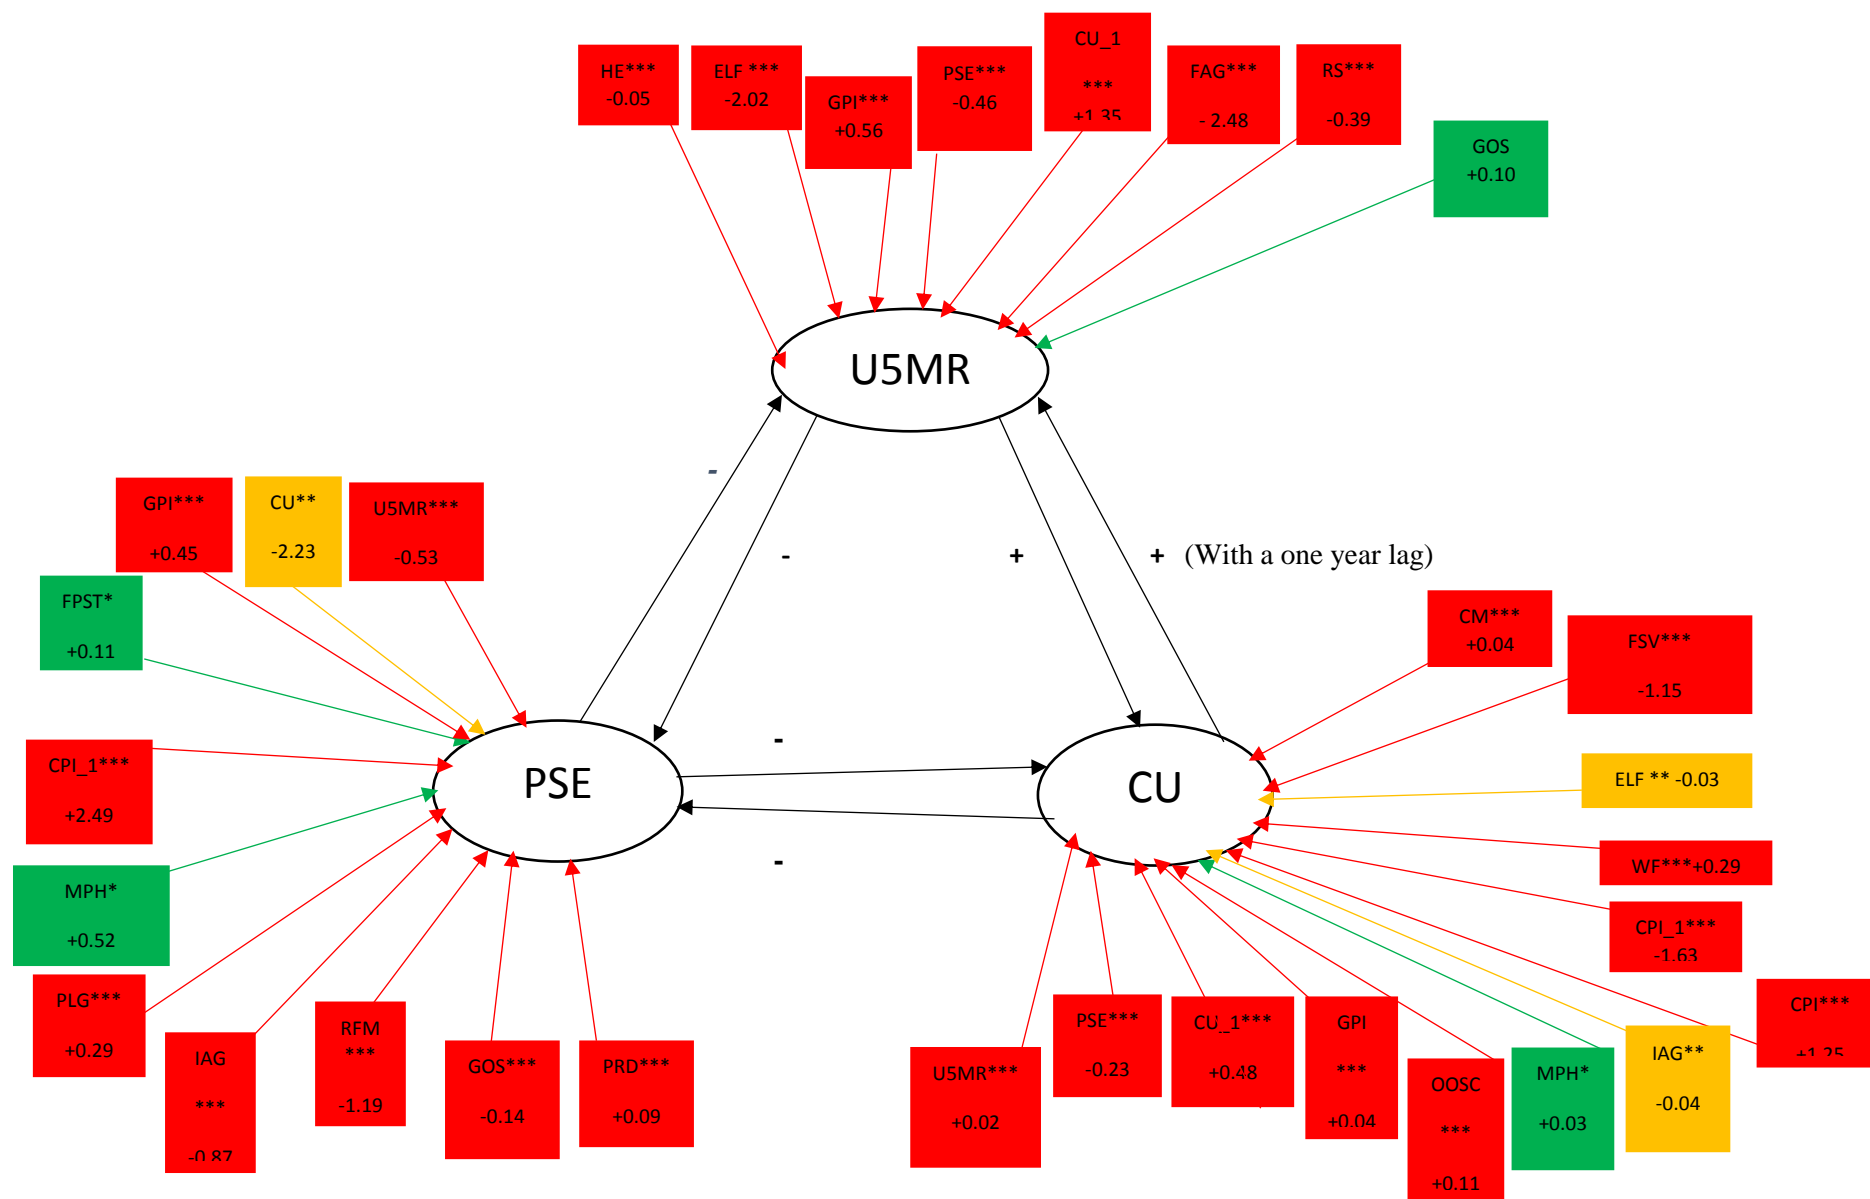 HE***
-0.05
ELF ***
-2.02
GPI***
+0.56
PSE***
-0.46
CU_1
***
+1.35
FAG***
- 2.48
RS***
-0.39
GOS
+0.10
U5MR
-
-
+
+ (With a one year lag)
GPI***
+0.45
CU**
-2.23
U5MR***
-0.53
FPST*
+0.11
CPI_1***
+2.49
MPH*
+0.52
PLG***
+0.29
IAG
***
-0.87
RFM
***
-1.19
GOS***
-0.14
PRD***
+0.09
PSE
-
-
CU
CM***
+0.04
FSV***
-1.15
ELF ** -0.03
WF***+0.29
CPI_1***
-1.63
CPI***
+1.25
IAG**
-0.04
MPH*
+0.03
OOSC
***
+0.11
GPI
***
+0.04
CU_1***
+0.48
PSE***
-0.23
U5MR***
+0.02